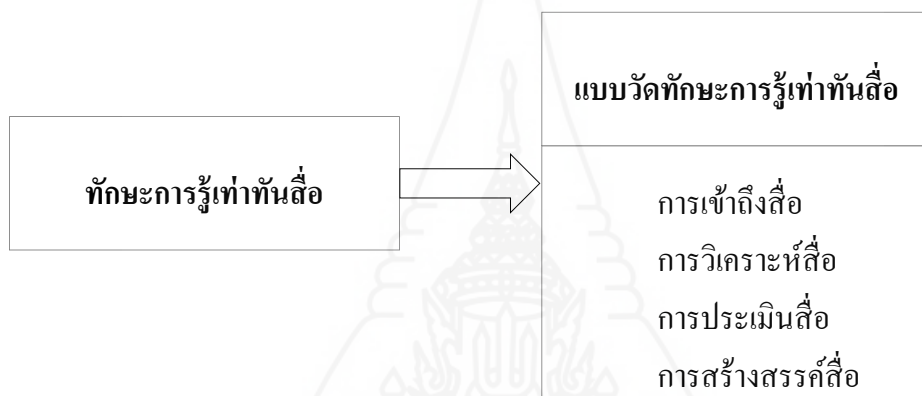 แบบวัดทักษะการรู้เท่าทันสื่อ
ทักษะการรู้เท่าทันสื่อ
การเข้าถึงสื่อ
การวิเคราะห์สื่อ
การประเมินสื่อ
การสร้างสรรค์สื่อ